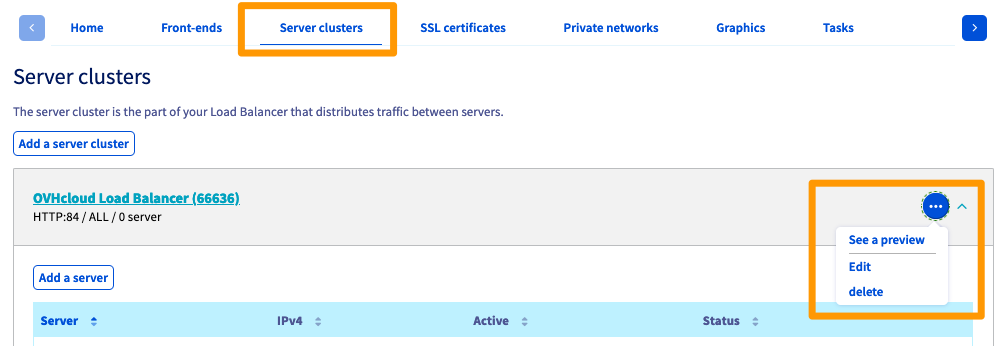 Home Front-ends Server clusters SSL certificates Private networks Graphics Tasks
Server clusters
The server cluster is the part of your Load Balancer that distributes traffic between servers.
Add a server cluster
OVHcloud Load Balancer (66636)
HTTP:84 / ALL / 0 server
See a preview
Edit
delete
Add a server
Server IPv4 Active Status